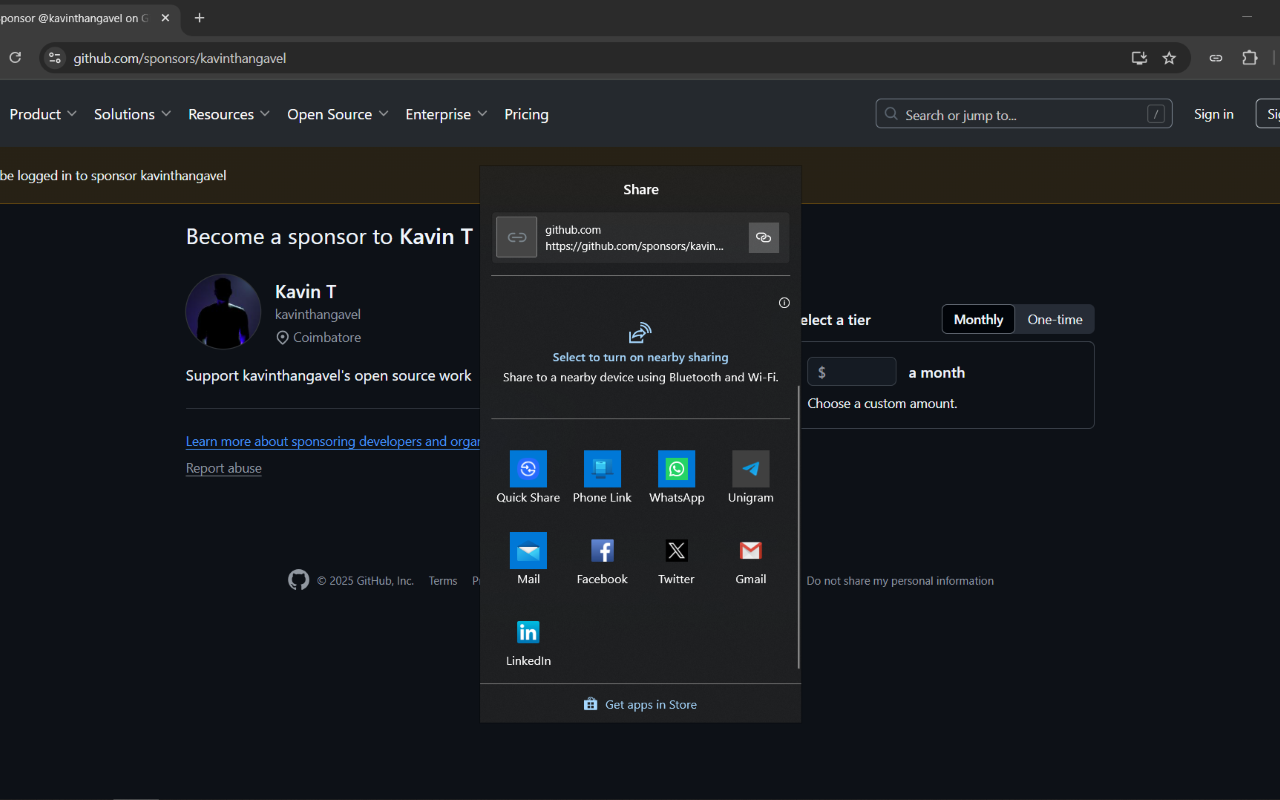 ponsor @kavinthangavel on G
github.com/sponsors/kavinthangavel
Product Solutions Resources Open Source Enterprise Pricing
Search or jump to... /
Sign in
be logged in to sponsor kavinthangavel
Share
github.com
https://github.com/sponsors/kavin...
Become a sponsor to Kavin T
Kavin T
kavinthangavel
Coimbatore
Support kavinthangavel's open source work
Learn more about sponsoring developers and organ
Report abuse
Select to turn on nearby sharing
Share to a nearby device using Bluetooth and Wi-Fi.
elect a tier
Monthly One-time
$ a month
Choose a custom amount.
Quick Share Phone Link WhatsApp Unigram
Mail Facebook Twitter Gmail
in
LinkedIn
Get apps in Store
© 2025 GitHub, Inc. Terms
Do not share my personal information